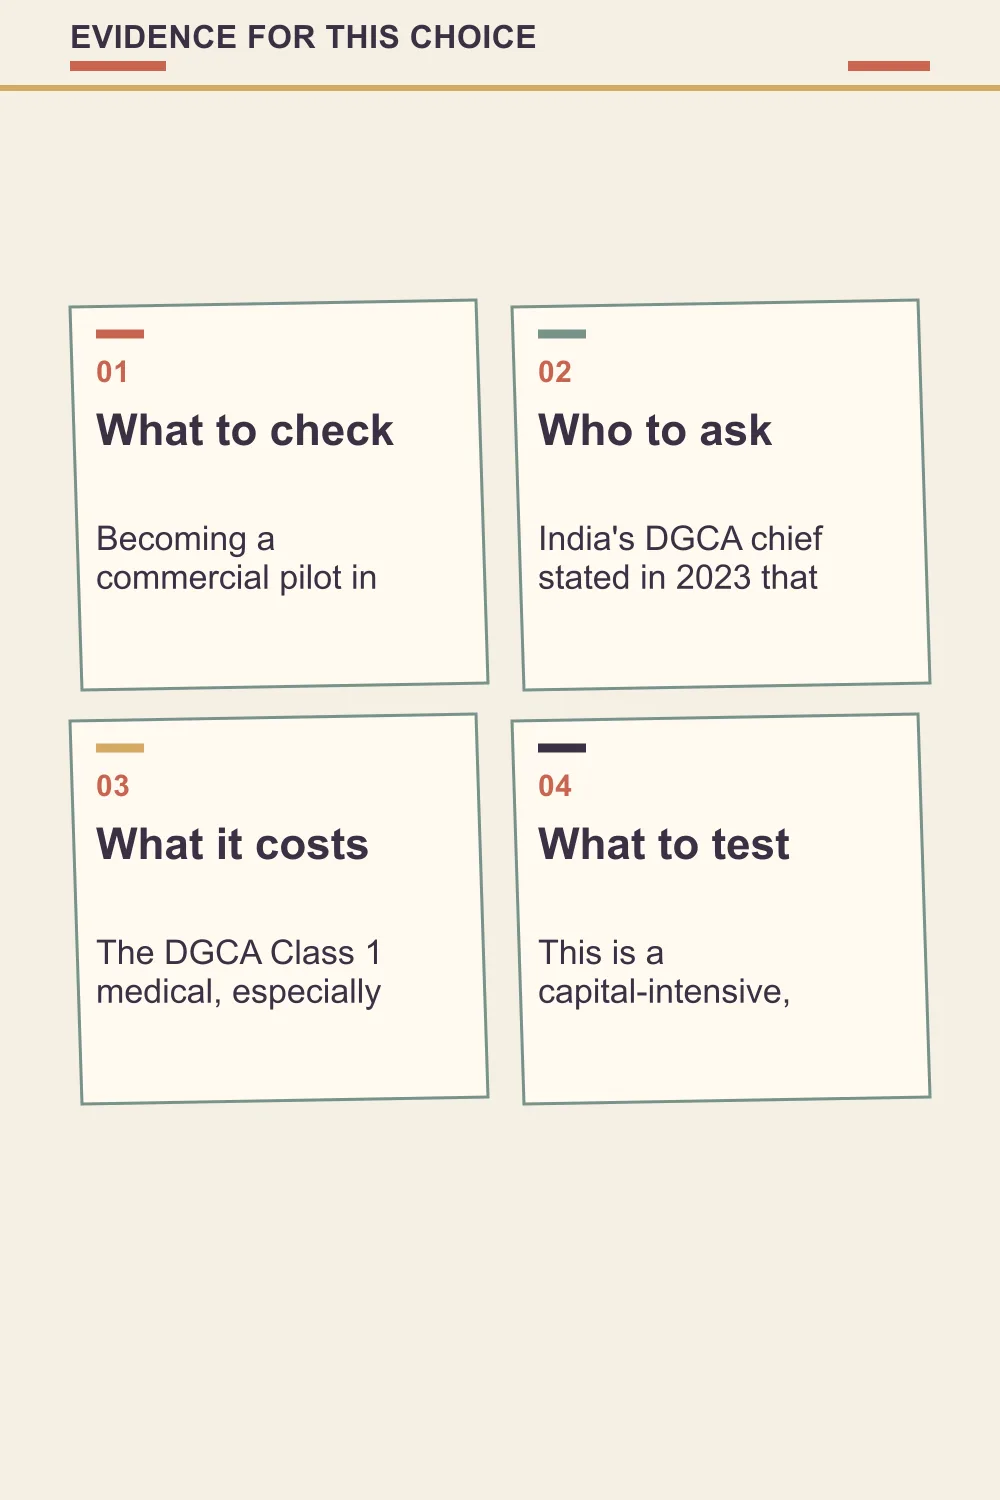 EVIDENCE FOR THIS CHOICE
01
What to check
Becoming a
commercial pilot in
02
Who to ask
India's DGCA chief
stated in 2023 that
03
What it costs
The DGCA Class 1
medical, especially
04
What to test
This is a
capital-intensive,